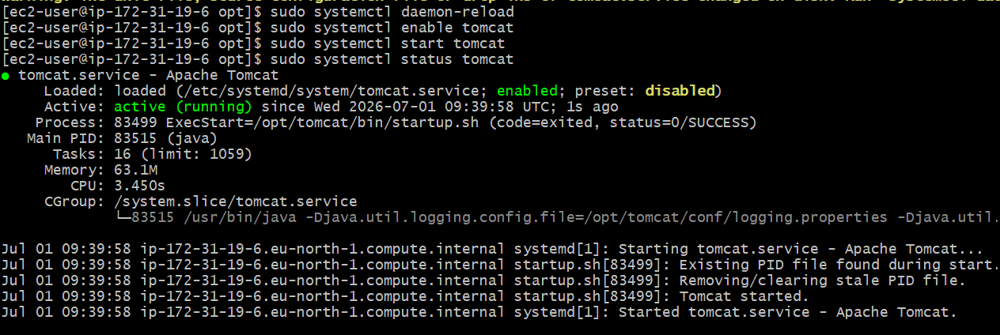 [ec2-user@ip-172-31-19-6 opt]$ sudo systemctl daemon-reload
[ec2-user@ip-172-31-19-6 opt]$ sudo systemctl enable tomcat
[ec2-user@ip-172-31-19-6 opt]$ sudo systemctl start tomcat
[ec2-user@ip-172-31-19-6 opt]$ sudo systemctl status tomcat
● tomcat.service - Apache Tomcat
     Loaded: loaded (/etc/systemd/system/tomcat.service; enabled; preset: disabled)
     Active: active (running) since Wed 2026-07-01 09:39:58 UTC; 1s ago
    Process: 83499 ExecStart=/opt/tomcat/bin/startup.sh (code=exited, status=0/SUCCESS)
   Main PID: 83515 (java)
      Tasks: 16 (limit: 1059)
     Memory: 63.1M
        CPU: 3.450s
     CGroup: /system.slice/tomcat.service
             └─83515 /usr/bin/java -Djava.util.logging.config.file=/opt/tomcat/conf/logging.properties -Djava.util.
Jul 01 09:39:58 ip-172-31-19-6.eu-north-1.compute.internal systemd[1]: Starting tomcat.service - Apache Tomcat...
Jul 01 09:39:58 ip-172-31-19-6.eu-north-1.compute.internal startup.sh[83499]: Existing PID file found during start.
Jul 01 09:39:58 ip-172-31-19-6.eu-north-1.compute.internal startup.sh[83499]: Removing/clearing stale PID file.
Jul 01 09:39:58 ip-172-31-19-6.eu-north-1.compute.internal startup.sh[83499]: Tomcat started.
Jul 01 09:39:58 ip-172-31-19-6.eu-north-1.compute.internal systemd[1]: Started tomcat.service - Apache Tomcat.